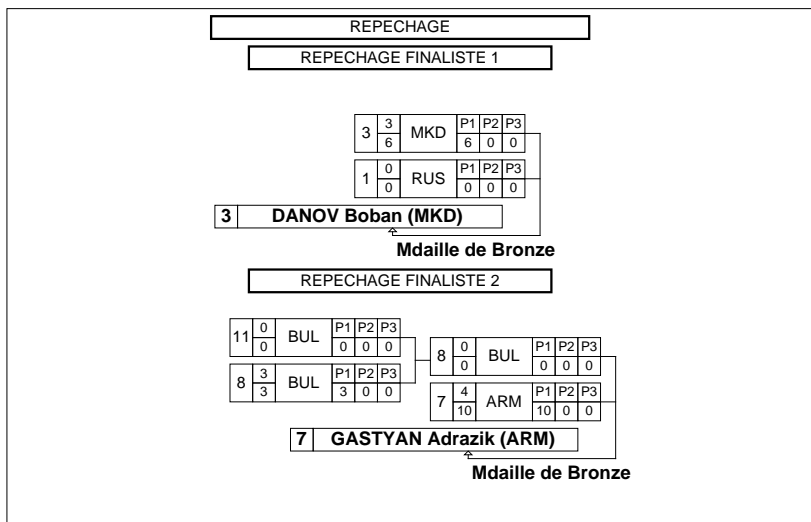 REPECHAGE
REPECHAGE FINALISTE 1
3 3 MKD P1 P2 P3
6 6 0 0
1 0 RUS P1 P2 P3
0 0 0 0
3 DANOV Boban (MKD)
Mdaille de Bronze
REPECHAGE FINALISTE 2
11 0 BUL P1 P2 P3
0 0 0 0
8 0 BUL P1 P2 P3
0 0 0 0
8 3 BUL P1 P2 P3
3 3 0 0
7 4 ARM P1 P2 P3
10 10 0 0
7 GASTYAN Adrazik (ARM)
Mdaille de Bronze